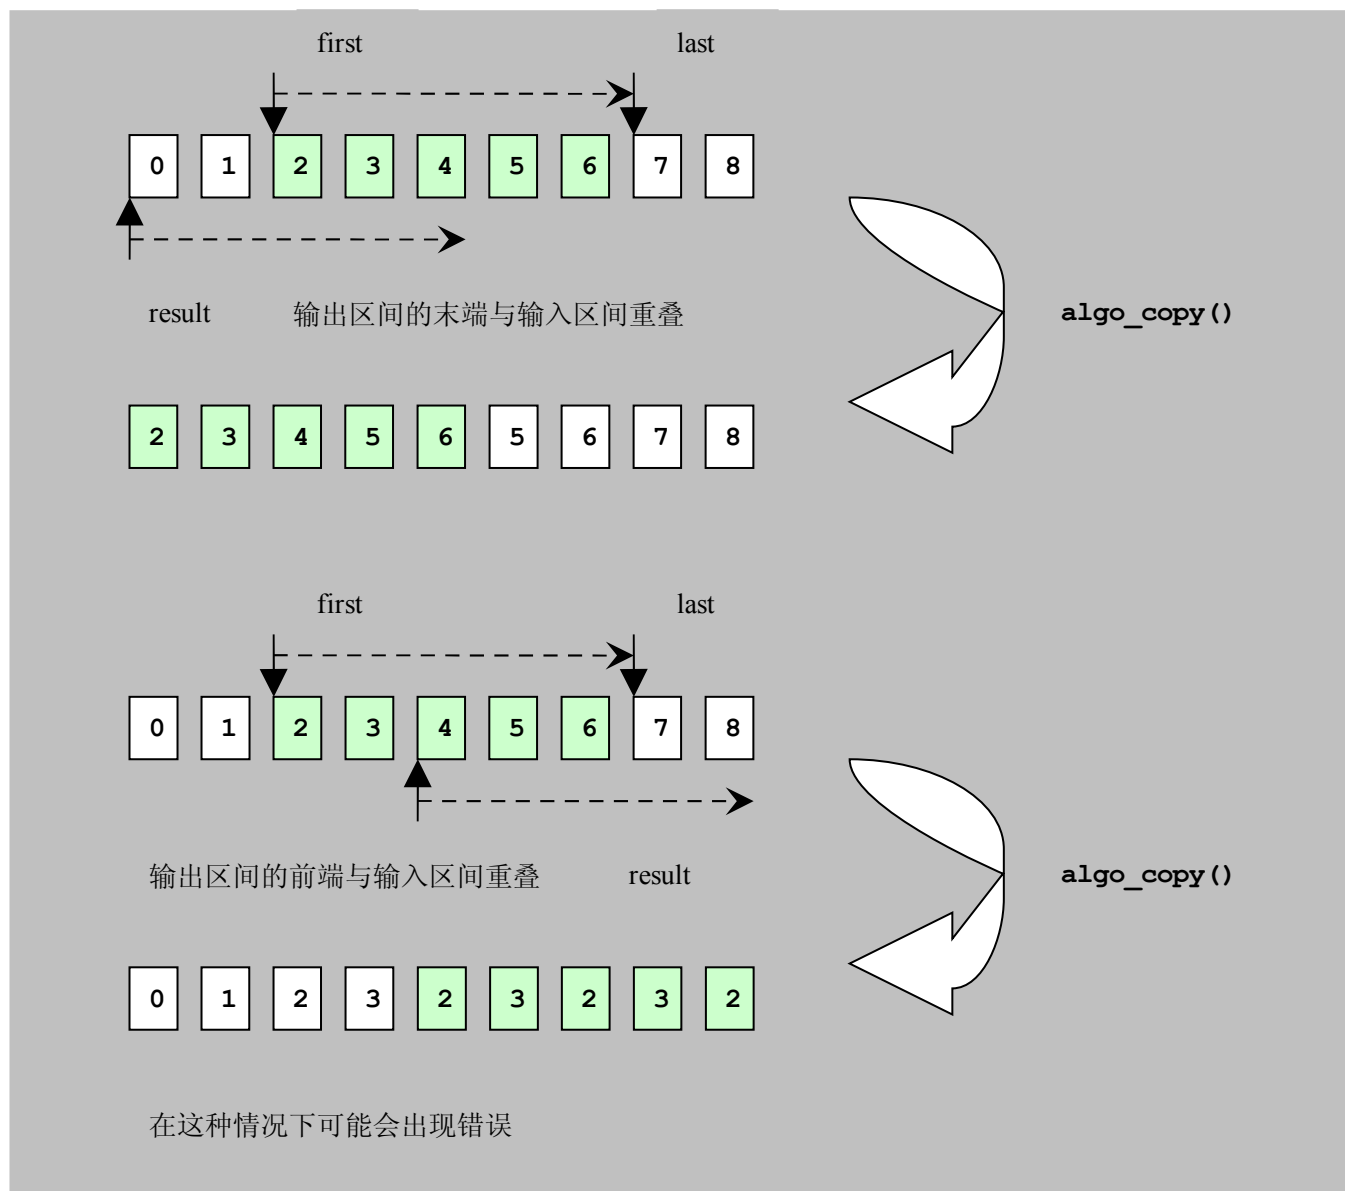 first last
0 1 2 3 4 5 6 7 8
result 输出区间的末端与输入区间重叠 algo_copy()
2 3 4 5 6 5 6 7 8
first last
0 1 2 3 4 5 6 7 8
输出区间的前端与输入区间重叠 result algo_copy()
0 1 2 3 2 3 2 3 2
在这种情况下可能会出现错误